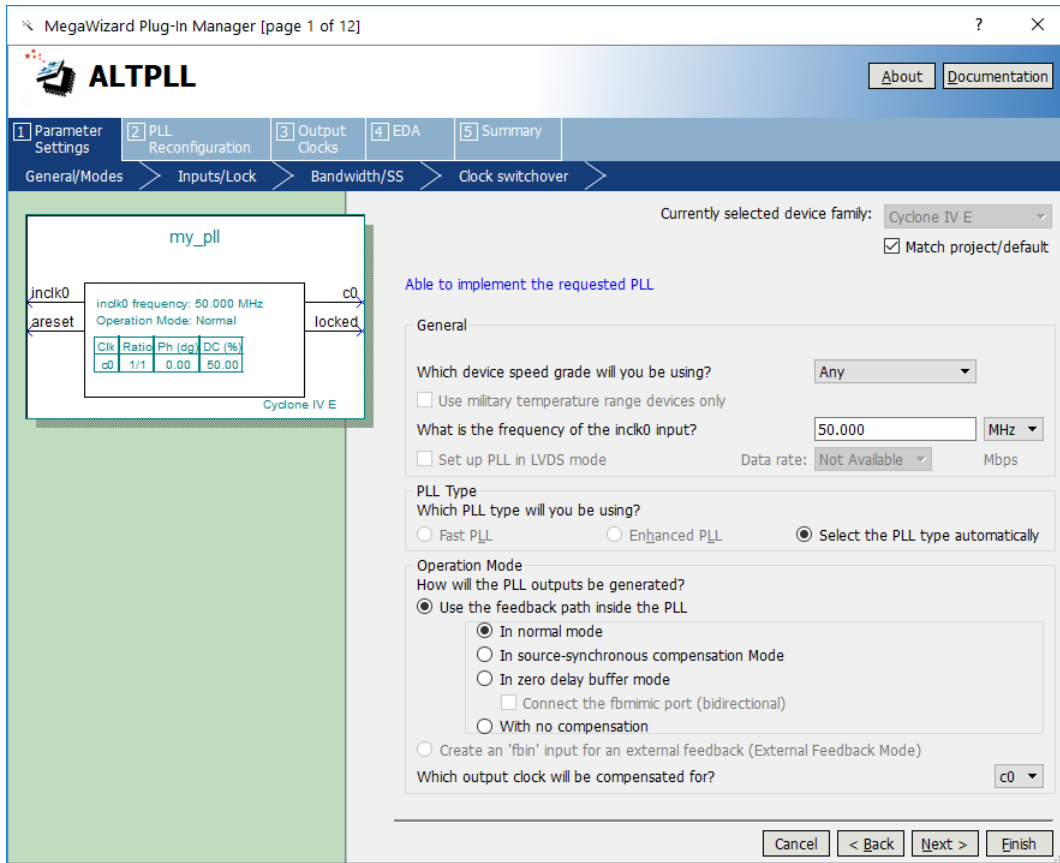 MegaWizard Plug-In Manager [page 1 of 12]
? ×
ALTPLL
About Documentation
1 Parameter Settings 2 PLL Reconfiguration 3 Output Clocks 4 EDA 5 Summary
General/Modes Inputs/Lock Bandwidth/SS Clock switchover
my_pll
inclk0
areset
inclk0 frequency: 50.000 MHz
Operation Mode: Normal
Clk Ratio Ph (dg) DC (%)
c0 1/1 0.00 50.00
c0
locked
Cyclone IV E
Currently selected device family: Cyclone IV E
Match project/default
Able to implement the requested PLL
General
Which device speed grade will you be using? Any
Use military temperature range devices only
What is the frequency of the inclk0 input? 50.000 MHz
Set up PLL in LVDS mode Data rate: Not Available Mbps
PLL Type
Which PLL type will you be using?
Fast PLL Enhanced PLL Select the PLL type automatically
Operation Mode
How will the PLL outputs be generated?
Use the feedback path inside the PLL
In normal mode
In source-synchronous compensation Mode
In zero delay buffer mode
Connect the fbmimic port (bidirectional)
With no compensation
Create an 'fbin' input for an external feedback (External Feedback Mode)
Which output clock will be compensated for? c0
Cancel < Back Next > Finish